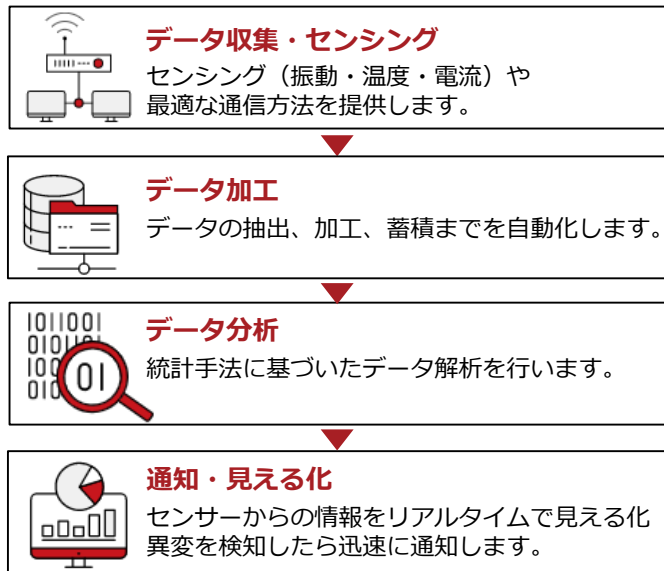 データ収集・センシング
センシング（振動・温度・電流）や
最適な通信方法を提供します。
データ加工
データの抽出、加工、蓄積までを自動化します。
1011001
01
10
010
01
データ分析
統計手法に基づいたデータ解析を行います。
通知・見える化
センサーからの情報をリアルタイムで見える化
異変を検知したら迅速に通知します。